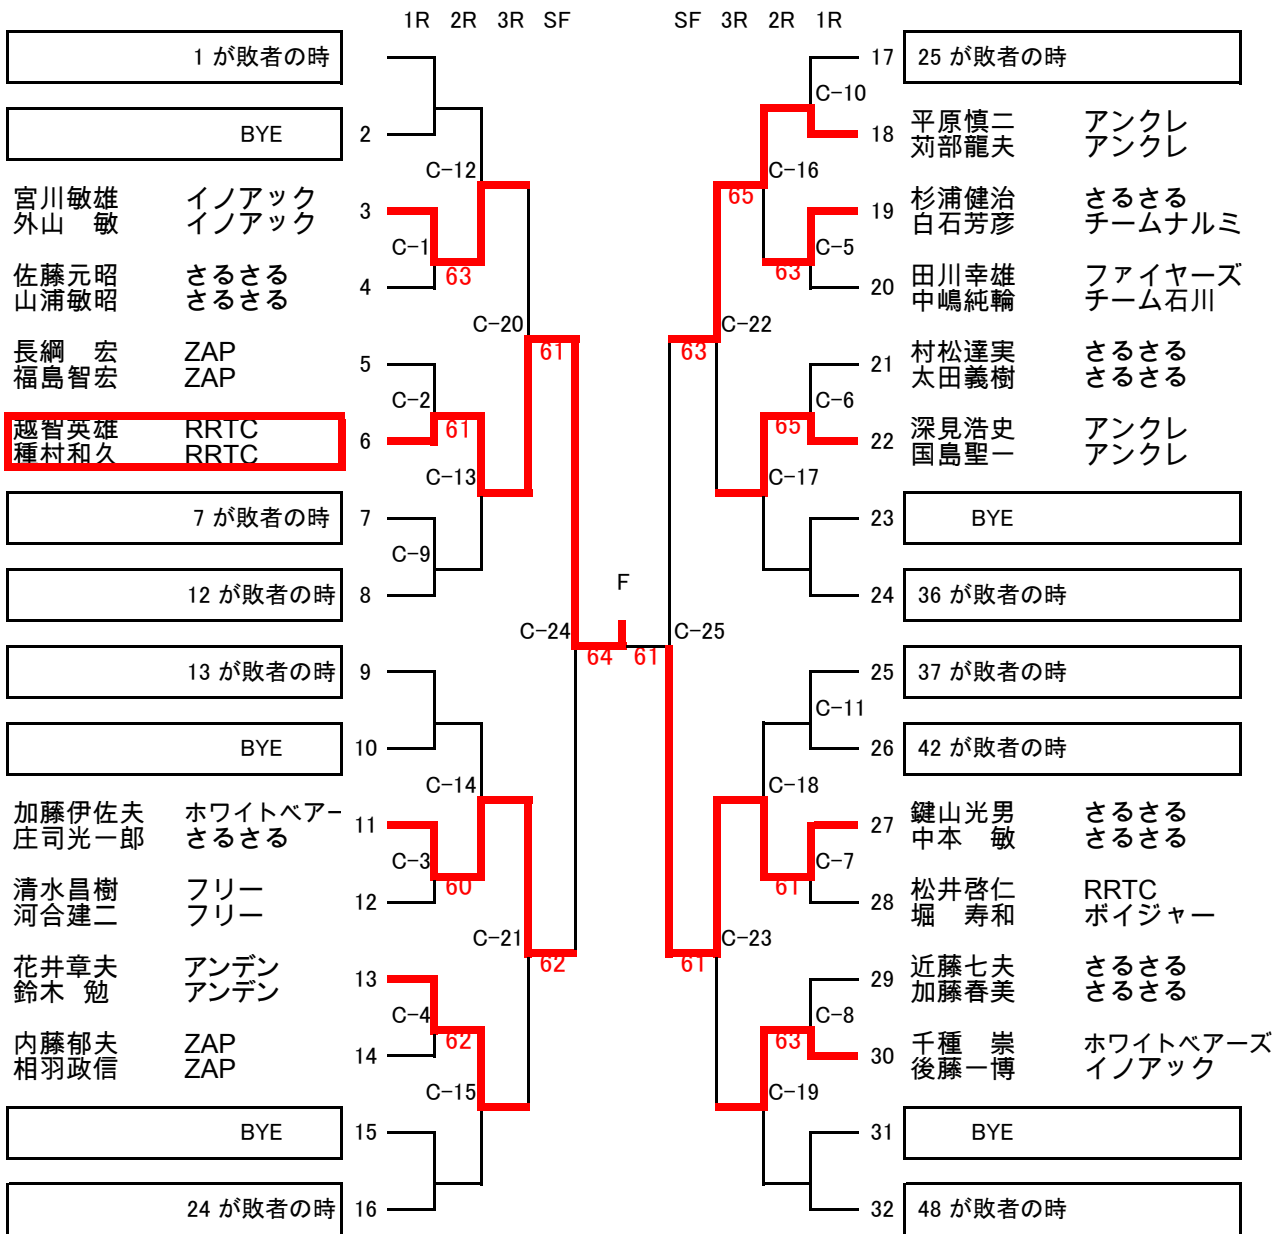 1R 2R 3R SF
SF 3R 2R 1R
1 が敗者の時
BYE 2
宮川敏雄 イノアック
外山 敏 イノアック
3
佐藤元昭 さるさる
山浦敏昭 さるさる
4
長綱 宏 ZAP
福島智宏 ZAP
5
越智英雄 RRTC
種村和久 RRTC
6
7 が敗者の時 7
12 が敗者の時 8
13 が敗者の時 9
BYE 10
加藤伊佐夫 ホワイトベアー
庄司光一郎 さるさる
11
清水昌樹 フリー
河合建二 フリー
12
花井章夫 アンデン
鈴木 勉 アンデン
13
内藤郁夫 ZAP
相羽政信 ZAP
14
BYE 15
24 が敗者の時 16
C-12
C-1
63
C-20
61
C-2
61
C-13
C-9
C-24
64
C-14
C-3
60
C-21
62
C-4
62
C-15
F
61
C-25
C-10
C-16
65
C-5
63
C-22
63
C-6
65
C-17
C-11
C-18
C-7
61
C-23
61
C-8
63
C-19
17 25 が敗者の時
18
平原慎二 アンクレ
苅部龍夫 アンクレ
19
杉浦健治 さるさる
白石芳彦 チームナルミ
20
田川幸雄 ファイヤーズ
中嶋純輪 チーム石川
21
村松達実 さるさる
太田義樹 さるさる
22
深見浩史 アンクレ
国島聖一 アンクレ
23 BYE
24 36 が敗者の時
25 37 が敗者の時
26 42 が敗者の時
27
鍵山光男 さるさる
中本 敏 さるさる
28
松井啓仁 RRTC
堀 寿和 ボイジャー
29
近藤七夫 さるさる
加藤春美 さるさる
30
千種 崇 ホワイトベアーズ
後藤一博 イノアック
31 BYE
32 48 が敗者の時